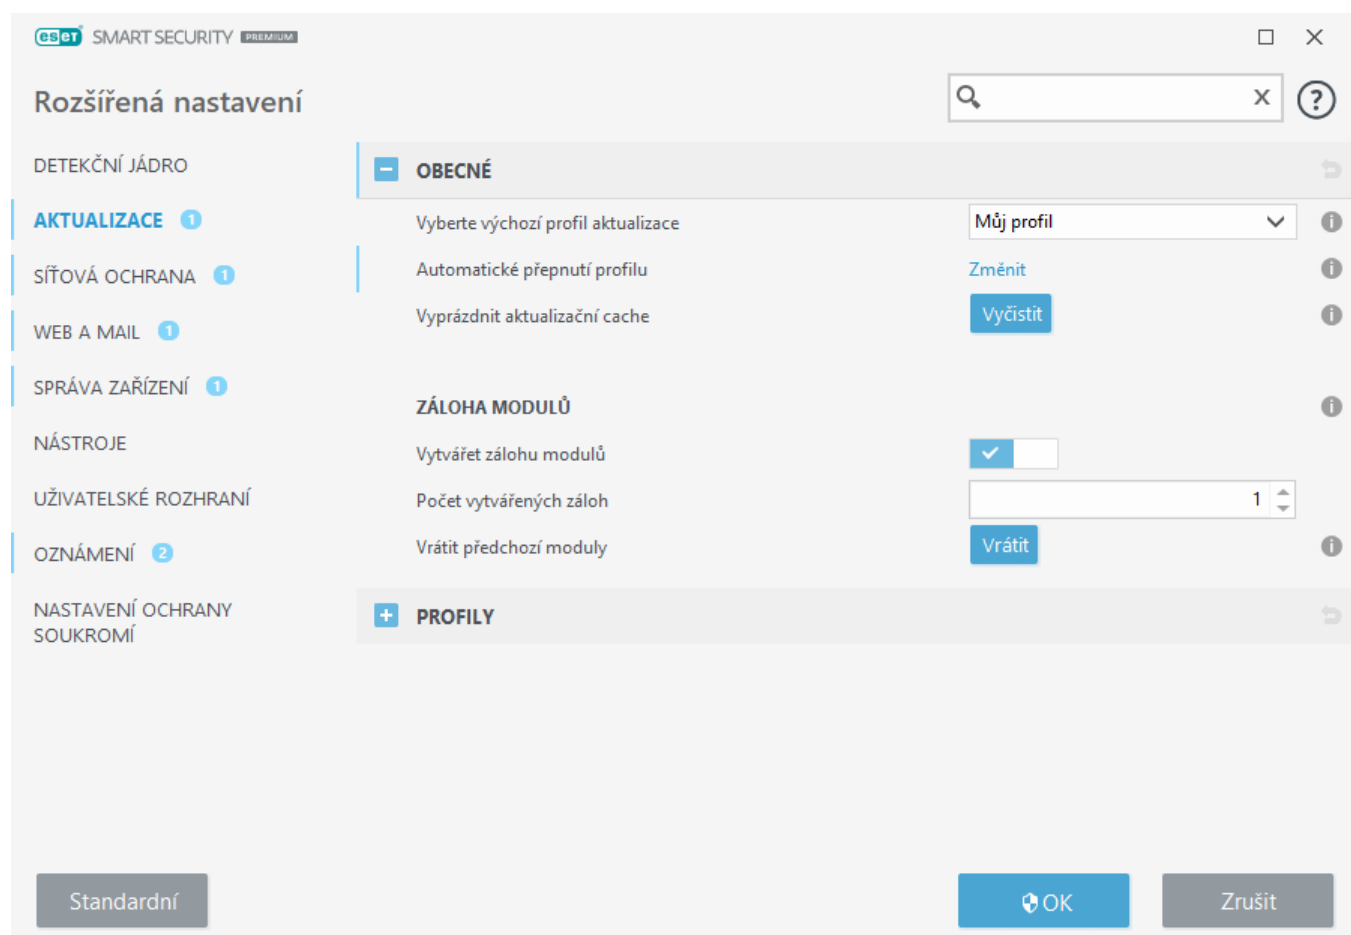 eset SMART SECURITY PREMIUM
Rozšířená nastavení
x
?
DETEKČNÍ JÁDRO
AKTUALIZACE 1
SÍŤOVÁ OCHRANA 1
WEB A MAIL 1
SPRÁVA ZAŘÍZENÍ 1
NÁSTROJE
UŽIVATELSKÉ ROZHRANÍ
OZNÁMENÍ 2
NASTAVENÍ OCHRANY
SOUKROMÍ
OBECNÉ
Vyberte výchozí profil aktualizace Můj profil
Automatické přepnutí profilu Změnit
Vyprázdnit aktualizační cache Vyčistit
ZÁLOHA MODULŮ
Vytvářet zálohu modulů
Počet vytvářených záloh 1
Vrátit předchozí moduly Vrátit
PROFILY
Standardní
OK
Zrušit